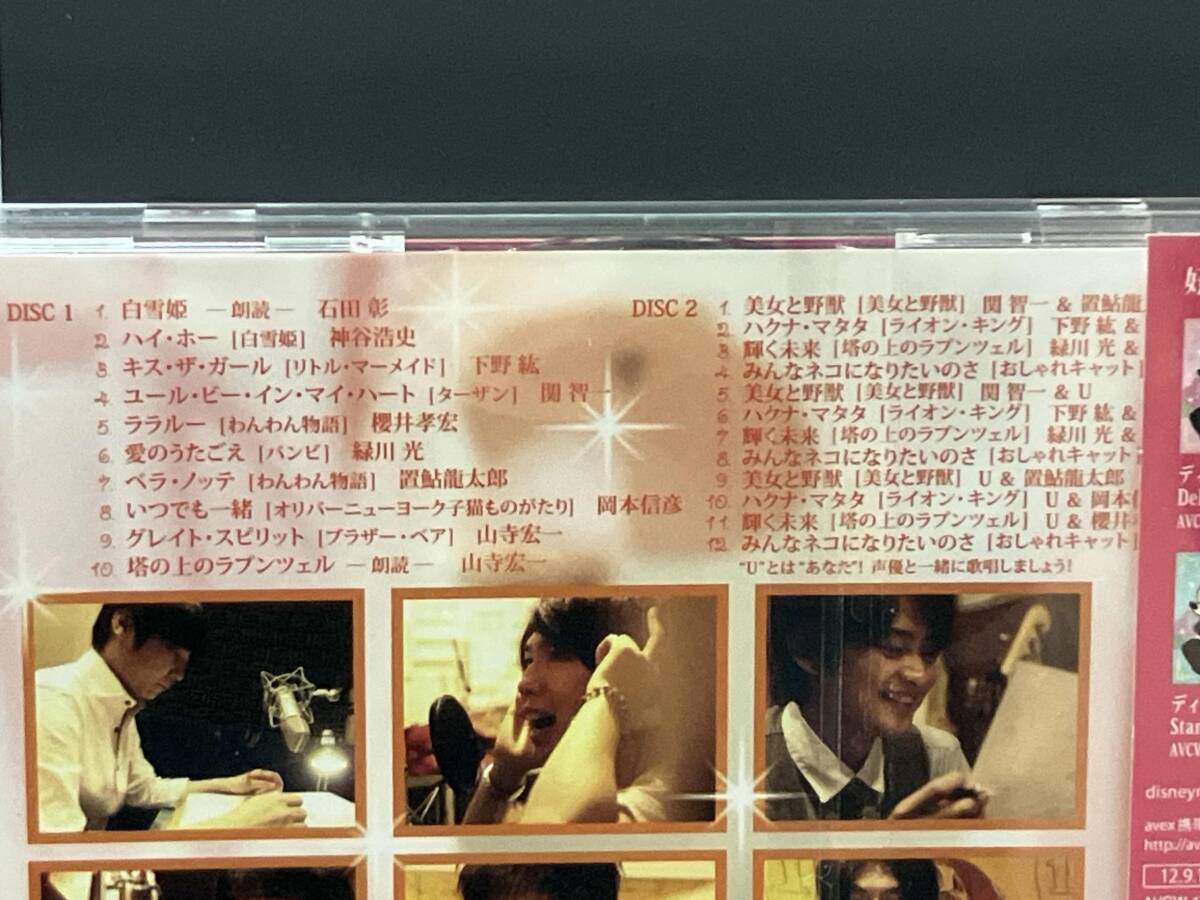 DISC 1
1. 白雪姫 ―朗読― 石田 彰
2. ハイ・ホー [白雪姫] 神谷浩史
3. キス・ザ・ガール [リトル・マーメイド] 下野 紘
4. ユール・ビー・イン・マイ・ハート [ターザン] 関 智一
5. ララルー [わんわん物語] 櫻井孝宏
6. 愛のうたごえ [バンビ] 緑川 光
7. ベラ・ノッテ [わんわん物語] 置鮎龍太郎
8. いつでも一緒 [オリバーニューヨーク子猫ものがたり] 岡本信彦
9. グレイト・スピリット [ブラザー・ベア] 山寺宏一
10. 塔の上のラプンツェル ―朗読― 山寺宏一
DISC 2
1. 美女と野獣 [美女と野獣] 関 智一 & 置鮎龍
2. ハクナ・マタタ [ライオン・キング] 下野 紘 &
3. 輝く未来 [塔の上のラプンツェル] 緑川 光 &
4. みんなネコになりたいのさ [おしゃれキャット]
5. 美女と野獣 [美女と野獣] 関 智一 & U
6. ハクナ・マタタ [ライオン・キング] 下野 紘 &
7. 輝く未来 [塔の上のラプンツェル] 緑川 光 &
8. みんなネコになりたいのさ [おしゃれキャット]
9. 美女と野獣 [美女と野獣] U & 置鮎龍太郎
10. ハクナ・マタタ [ライオン・キング] U & 岡本
11. 輝く未来 [塔の上のラプンツェル] U & 櫻井
12. みんなネコになりたいのさ [おしゃれキャット]
"U"とは"あなた"! 声優と一緒に歌唱しましょう!
ディ
De
AVC
ディ
Star
AVCV
disney
avex 携帯
http://av
12.9.1